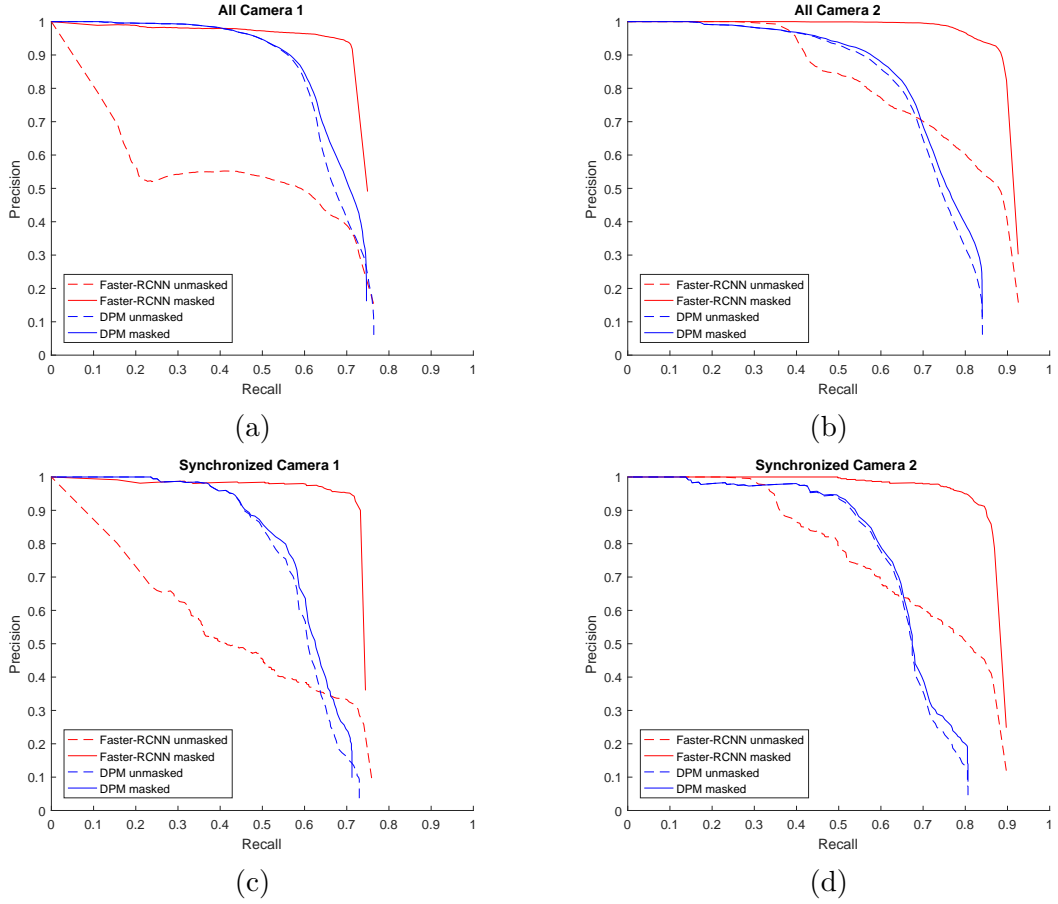 All Camera 1
1
0.9
0.8
0.7
0.6
0.5
0.4
0.3
0.2
0.1
0
Precision
Faster-RCNN unmasked
Faster-RCNN masked
DPM unmasked
DPM masked
0 0.1 0.2 0.3 0.4 0.5 0.6 0.7 0.8 0.9 1
Recall
(a)
All Camera 2
1
0.9
0.8
0.7
0.6
0.5
0.4
0.3
0.2
0.1
0
Precision
Faster-RCNN unmasked
Faster-RCNN masked
DPM unmasked
DPM masked
0 0.1 0.2 0.3 0.4 0.5 0.6 0.7 0.8 0.9 1
Recall
(b)
Synchronized Camera 1
1
0.9
0.8
0.7
0.6
0.5
0.4
0.3
0.2
0.1
0
Precision
Faster-RCNN unmasked
Faster-RCNN masked
DPM unmasked
DPM masked
0 0.1 0.2 0.3 0.4 0.5 0.6 0.7 0.8 0.9 1
Recall
(c)
Synchronized Camera 2
1
0.9
0.8
0.7
0.6
0.5
0.4
0.3
0.2
0.1
0
Precision
Faster-RCNN unmasked
Faster-RCNN masked
DPM unmasked
DPM masked
0 0.1 0.2 0.3 0.4 0.5 0.6 0.7 0.8 0.9 1
Recall
(d)